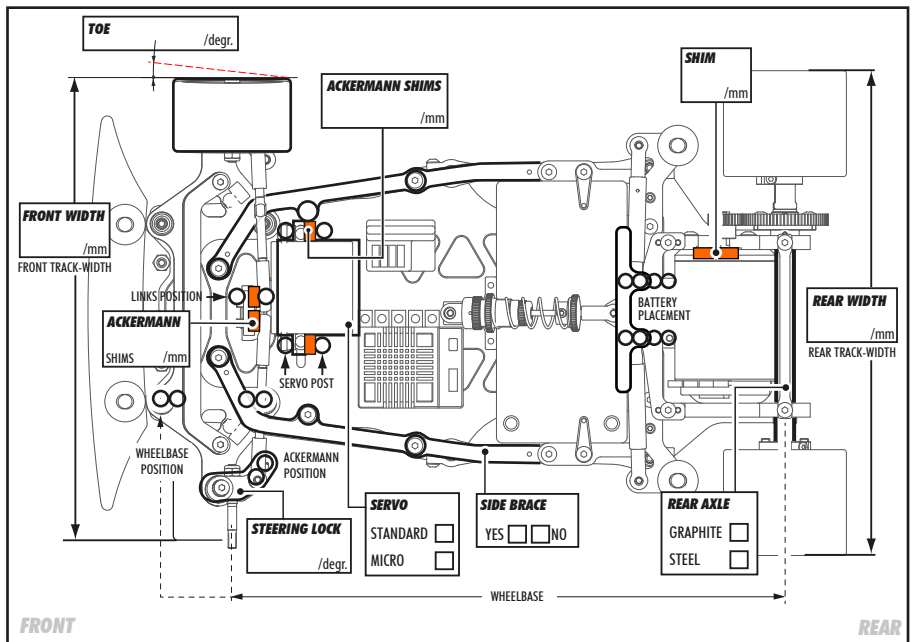 TOE
/degr.
SHIM
/mm
ACKERMANN SHIMS
/mm
FRONT WIDTH
/mm
FRONT TRACK-WIDTH
LINKS POSITION
BATTERY
PLACEMENT
REAR WIDTH
/mm
REAR TRACK-WIDTH
ACKERMANN
SHIMS /mm
SERVO POST
WHEELBASE
POSITION
ACKERMANN
POSITION
STEERING LOCK
/degr.
SERVO
STANDARD
MICRO
SIDE BRACE
YES NO
REAR AXLE
GRAPHITE
STEEL
WHEELBASE
FRONT
REAR